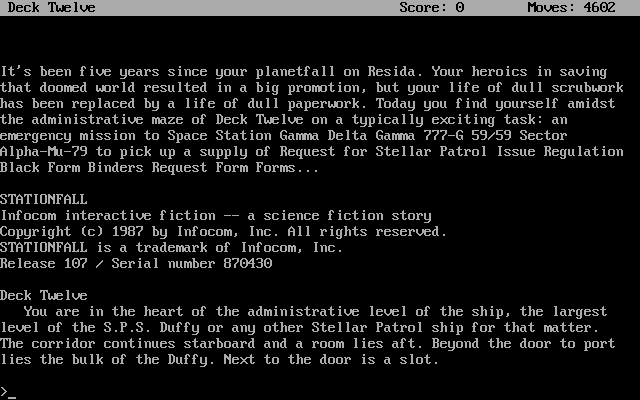 Deck Twelve Score: 0 Moves: 4602
It's been five years since your planetfall on Resida. Your heroics in saving
that doomed world resulted in a big promotion, but your life of dull scrubwork
has been replaced by a life of dull paperwork. Today you find yourself amidst
the administrative maze of Deck Twelve on a typically exciting task: an
emergency mission to Space Station Gamma Delta Gamma 777-G 59/59 Sector
Alpha-Mu-79 to pick up a supply of Request for Stellar Patrol Issue Regulation
Black Form Binders Request Form Forms...
STATIONFALL
Infocom interactive fiction -- a science fiction story
Copyright (c) 1987 by Infocom, Inc. All rights reserved.
STATIONFALL is a trademark of Infocom, Inc.
Release 107 / Serial number 870430
Deck Twelve
You are in the heart of the administrative level of the ship, the largest
level of the S.P.S. Duffy or any other Stellar Patrol ship for that matter.
The corridor continues starboard and a room lies aft. Beyond the door to port
lies the bulk of the Duffy. Next to the door is a slot.
>_